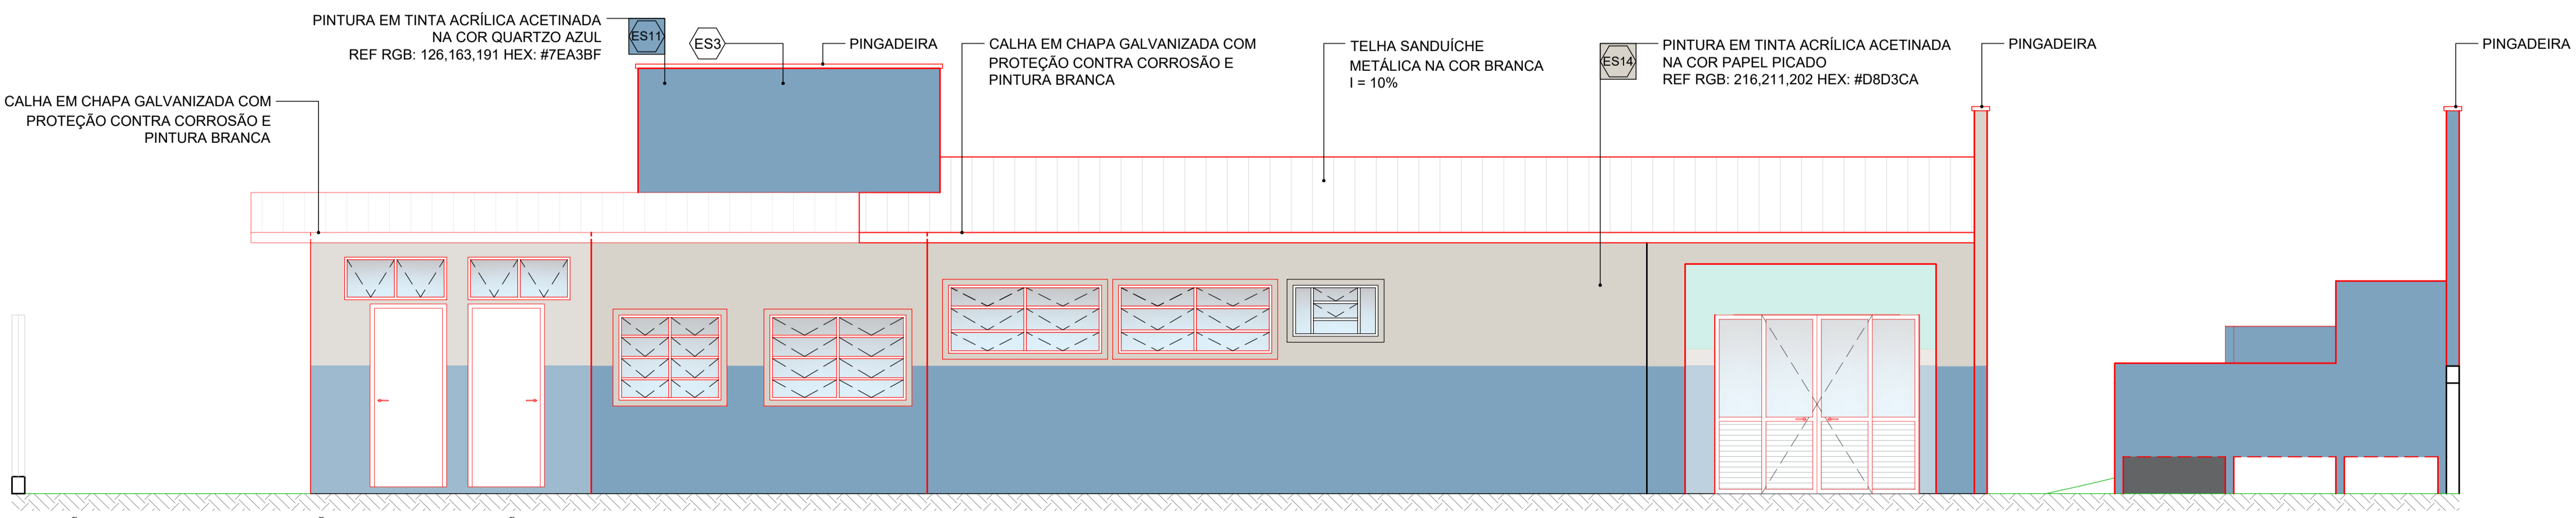 PINTURA EM TINTA ACRÍLICA ACETINADA
NA COR QUARTZO AZUL
REF RGB: 126,163,191 HEX: #7EA3BF
ES11
ES3
PINGADEIRA
CALHA EM CHAPA GALVANIZADA COM
PROTEÇÃO CONTRA CORROSÃO E
PINTURA BRANCA
TELHA SANDUÍCHE
METÁLICA NA COR BRANCA
I = 10%
ES14
PINTURA EM TINTA ACRÍLICA ACETINADA
NA COR PAPEL PICADO
REF RGB: 216,211,202 HEX: #D8D3CA
PINGADEIRA
PINGADEIRA
CALHA EM CHAPA GALVANIZADA COM
PROTEÇÃO CONTRA CORROSÃO E
PINTURA BRANCA